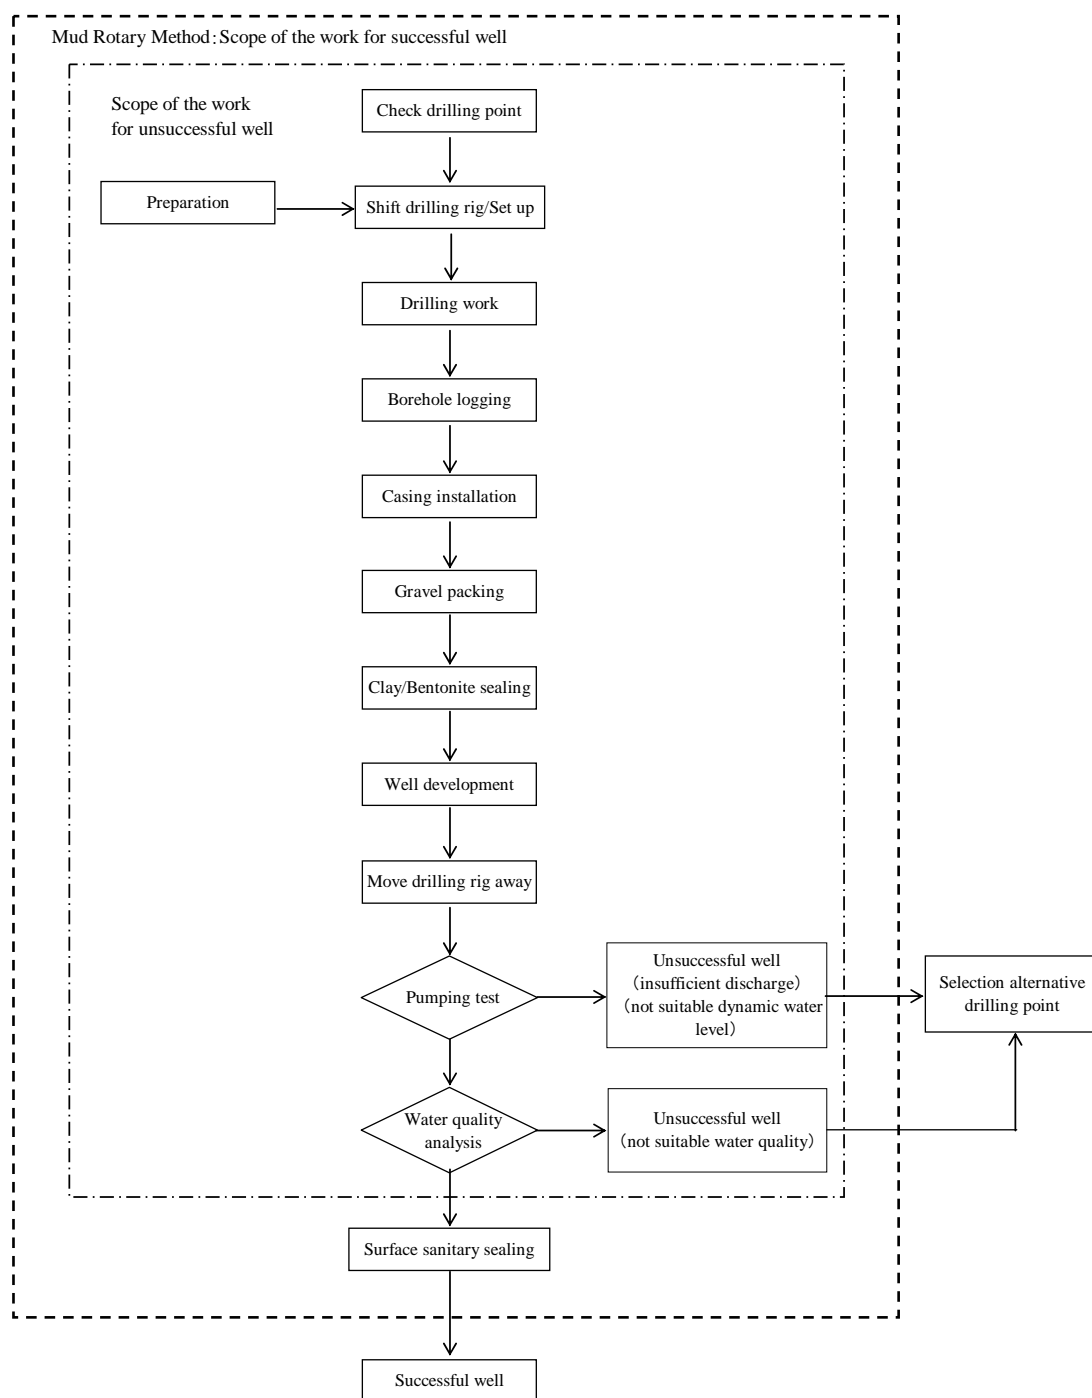 Mud Rotary Method:Scope of the work for successful well
Scope of the work
for unsuccessful well
Check drilling point
Preparation
Shift drilling rig/Set up
Drilling work
Borehole logging
Casing installation
Gravel packing
Clay/Bentonite sealing
Well development
Move drilling rig away
Pumping test
Unsuccessful well
（insufficient discharge）
（not suitable dynamic water
level）
Selection alternative
drilling point
Water quality
analysis
Unsuccessful well
（not suitable water quality）
Surface sanitary sealing
Successful well